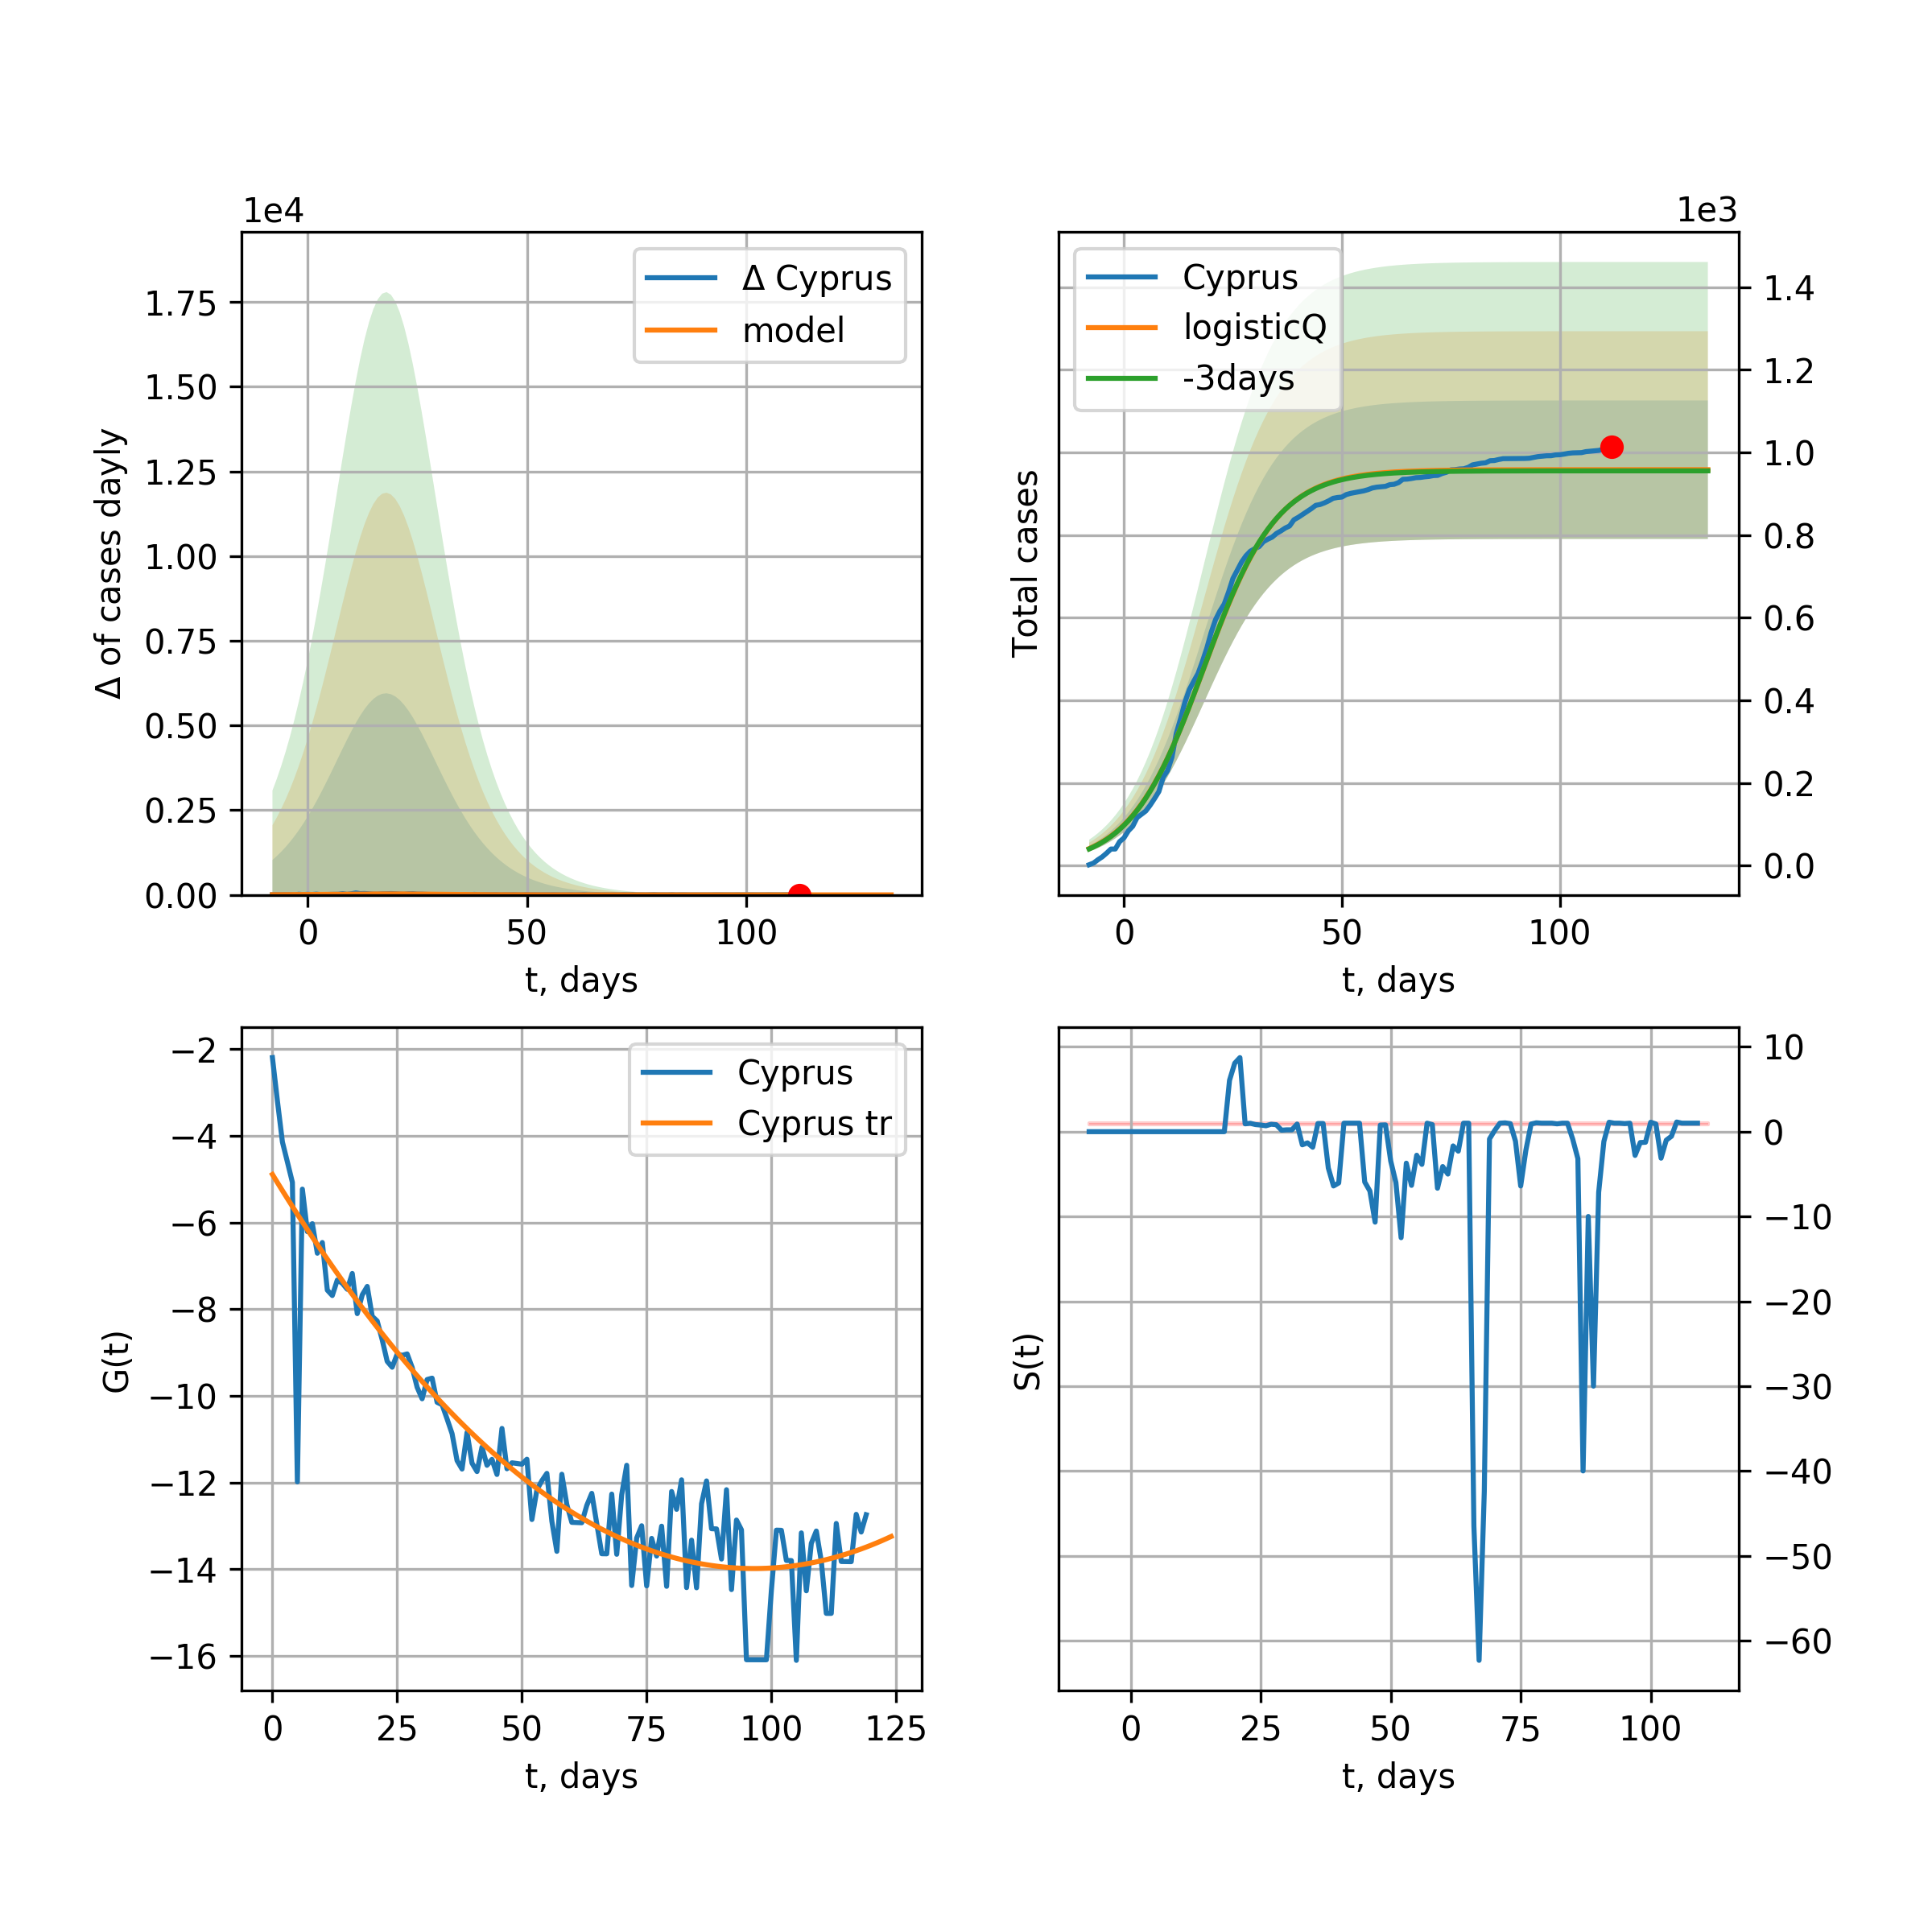 1e4
Δ of cases dayly
1.75
1.50
1.25
1.00
0.75
0.50
0.25
0.00
0 50 100
t, days
Δ Cyprus
model
1e3
Total cases
Cyprus
logisticQ
-3days
1.4
1.2
1.0
0.8
0.6
0.4
0.2
0.0
0 50 100
t, days
G(t)
−2
−4
−6
−8
−10
−12
−14
−16
0 25 50 75 100 125
t, days
Cyprus
Cyprus tr
S(t)
10
0
−10
−20
−30
−40
−50
−60
0 25 50 75 100
t, days